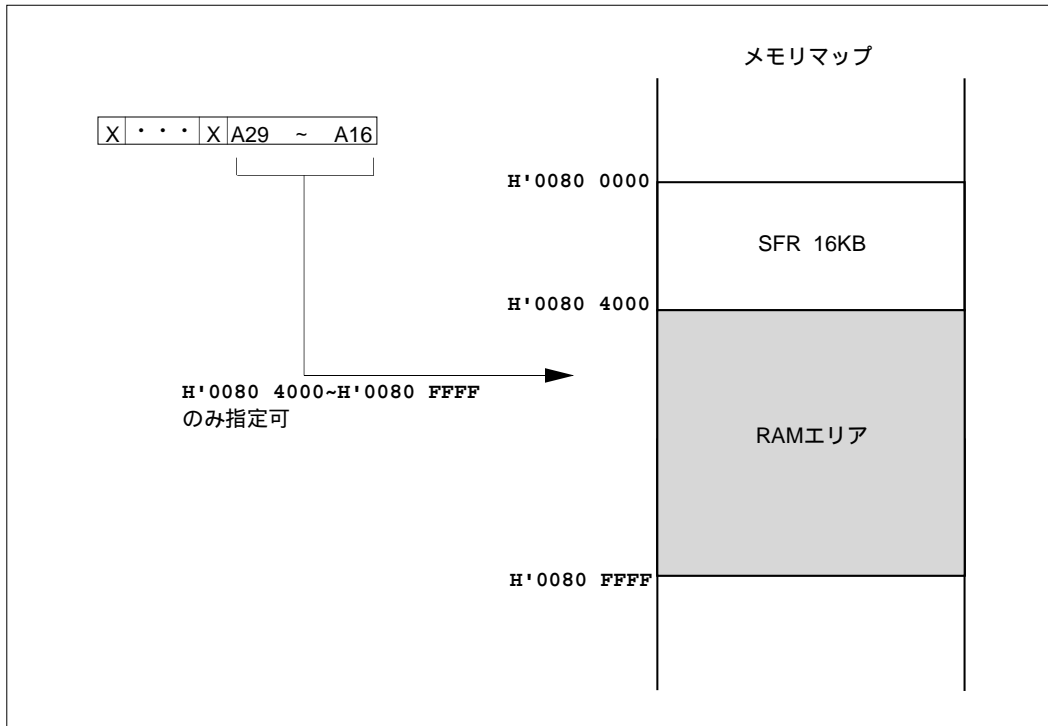 メモリマップ
X ・・・ X A29 ~ A16
H'0080 0000
SFR 16KB
H'0080 4000
H'0080 4000~H'0080 FFFF
のみ指定可
RAMエリア
H'0080 FFFF